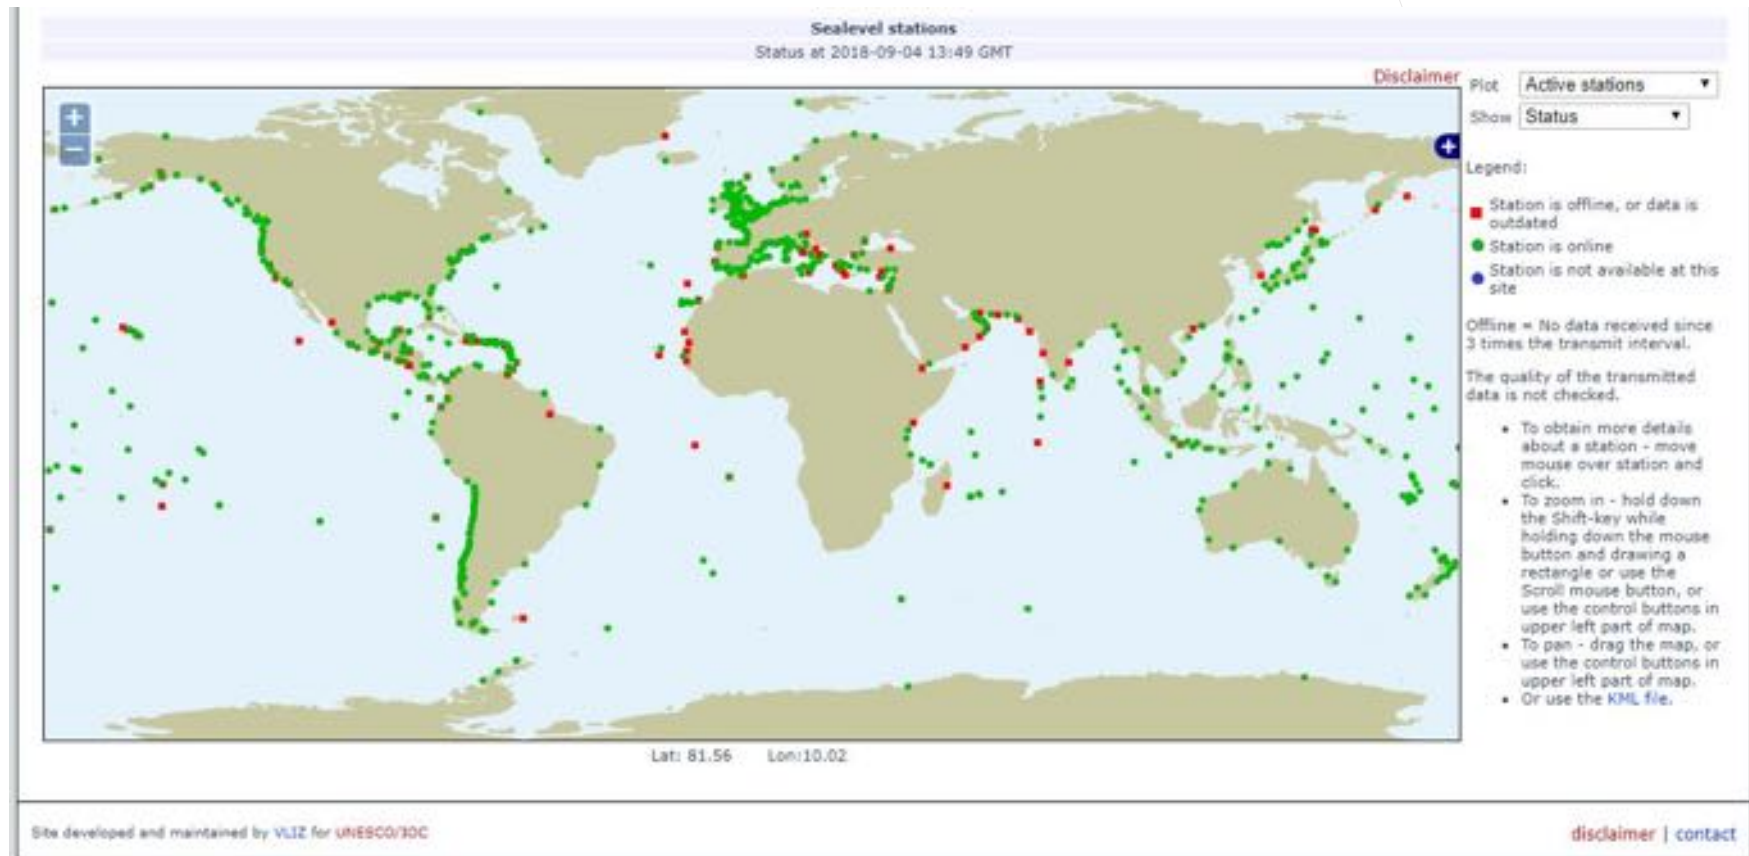 Sealevel stations
Status at 2018-09-04 13:49 GMT
Disclaimer
Plot Active stations
Show Status
+
−
+
Legend:
Station is offline, or data is
outdated
Station is online
Station is not available at this
site
Offline = No data received since
3 times the transmit interval.
The quality of the transmitted
data is not checked.
• To obtain more details
about a station - move
mouse over station and
click.
• To zoom in - hold down
the Shift-key while
holding down the mouse
button and drawing a
rectangle or use the
Scroll mouse button, or
use the control buttons in
upper left part of map.
• To pan - drag the map, or
use the control buttons in
upper left part of map.
• Or use the KML file.
Lat: 81.56 Lon:10.02
Site developed and maintained by VLIZ for UNESCO/IOC
disclaimer | contact